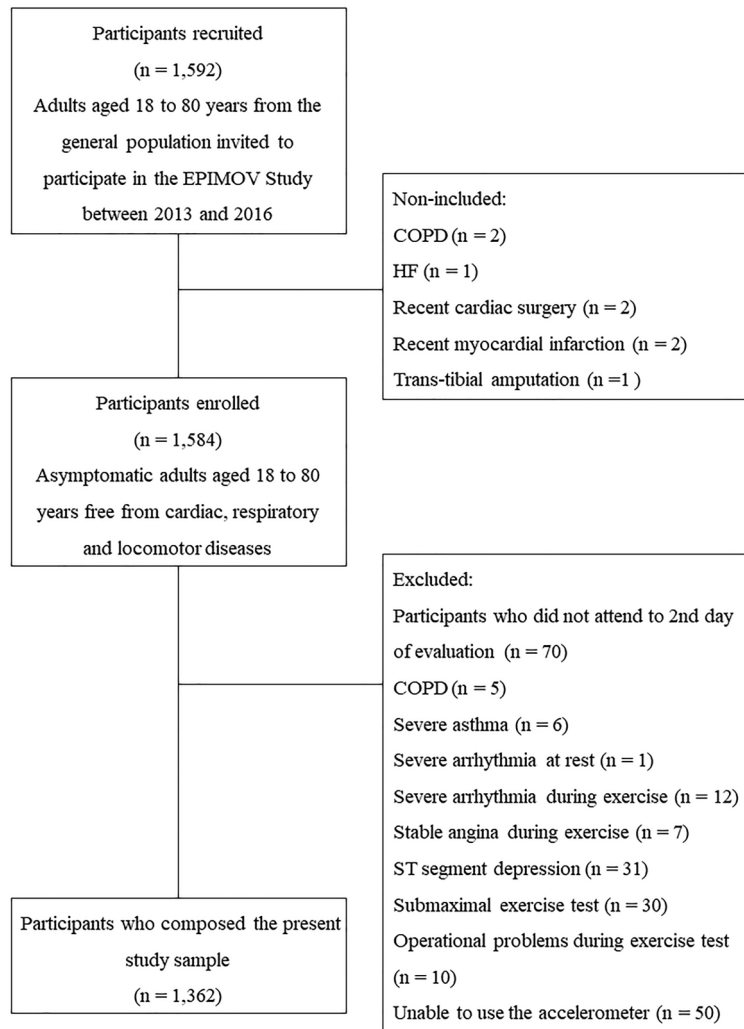 Participants recruited
(n = 1,592)
Adults aged 18 to 80 years from the
general population invited to
participate in the EPIMOV Study
between 2013 and 2016
Non-included:
COPD (n = 2)
HF (n = 1)
Recent cardiac surgery (n = 2)
Recent myocardial infarction (n = 2)
Trans-tibial amputation (n =1 )
Participants enrolled
(n = 1,584)
Asymptomatic adults aged 18 to 80
years free from cardiac, respiratory
and locomotor diseases
Excluded:
Participants who did not attend to 2nd day
of evaluation (n = 70)
COPD (n = 5)
Severe asthma (n = 6)
Severe arrhythmia at rest (n = 1)
Severe arrhythmia during exercise (n = 12)
Stable angina during exercise (n = 7)
ST segment depression (n = 31)
Submaximal exercise test (n = 30)
Operational problems during exercise test
(n = 10)
Unable to use the accelerometer (n = 50)
Participants who composed the present
study sample
(n = 1,362)